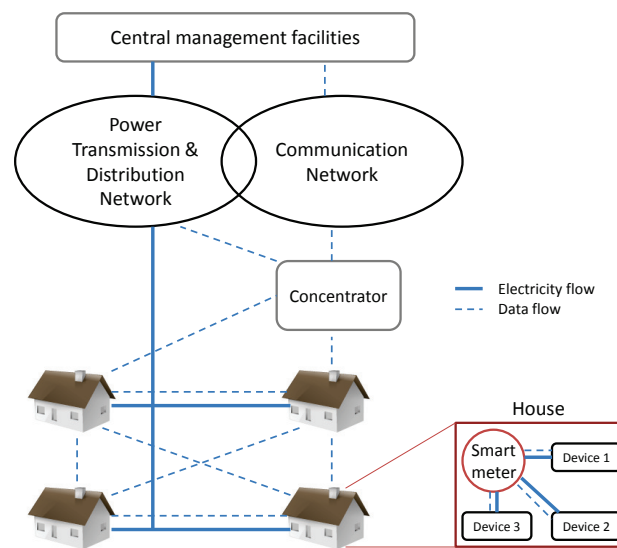 Central management facilities
Power
Transmission &
Distribution
Network
Communication
Network
Concentrator
Electricity flow
Data flow
House
Smart
meter
Device 1
Device 3
Device 2